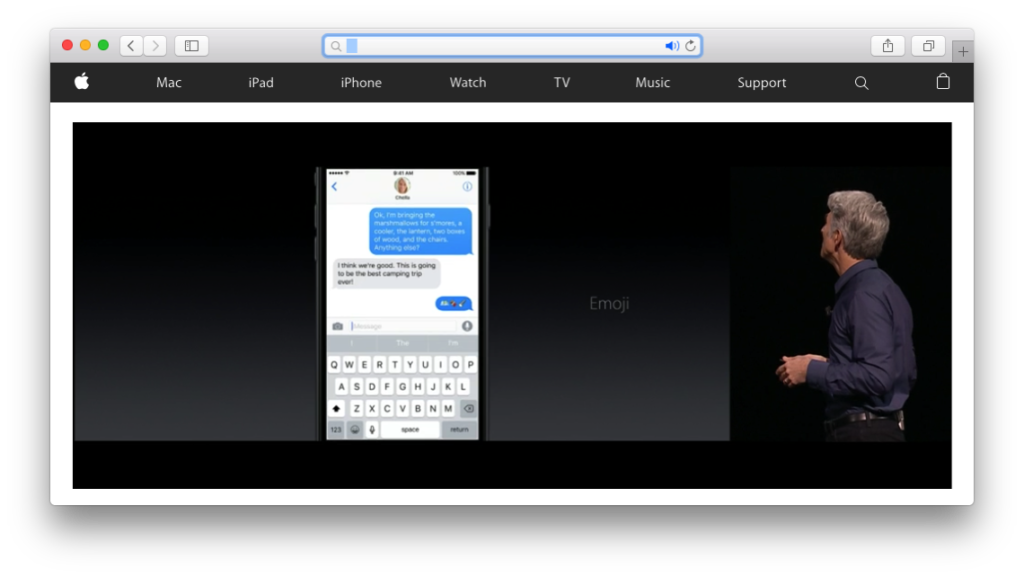 Mac iPad iPhone Watch TV Music Support
9:41 AM 100%
Ok, I'm bringing the
marshmallows for s'mores, a
cooler, the lantern, two boxes
of wood, and the chairs.
Anything else?
I think we're good. This is going
to be the best camping trip
ever!
Emoji
iMessage
I The I'm
Q W E R T Y U I O P
A S D F G H J K L
Z X C V B N M
123 space return